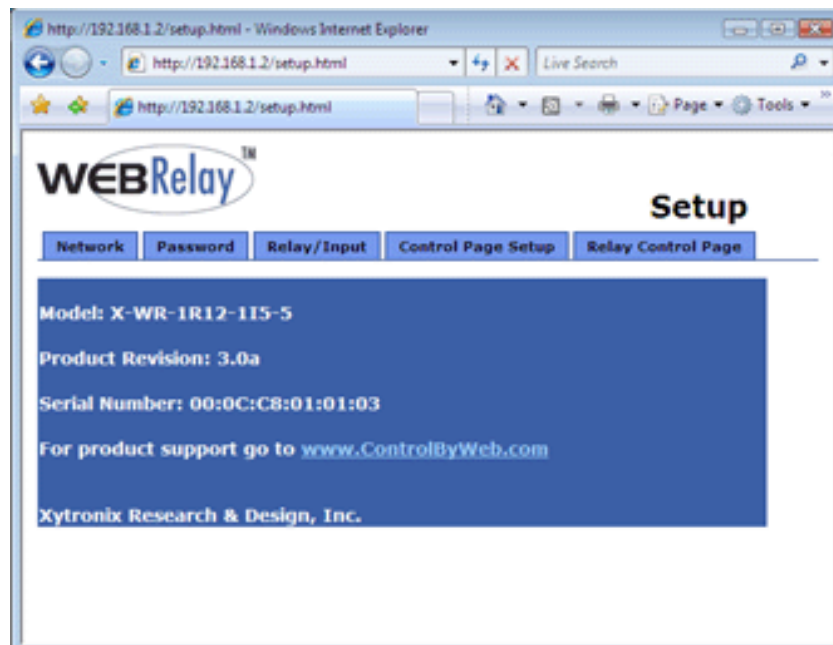 http://192.168.1.2/setup.html - Windows Internet Explorer
http://192.168.1.2/setup.html
Live Search
http://192.168.1.2/setup.html
Page
Tools
WEBRelay™
Setup
Network
Password
Relay/Input
Control Page Setup
Relay Control Page
Model: X-WR-1R12-1I5-5
Product Revision: 3.0a
Serial Number: 00:0C:C8:01:01:03
For product support go to www.ControlByWeb.com
Xytronix Research & Design, Inc.